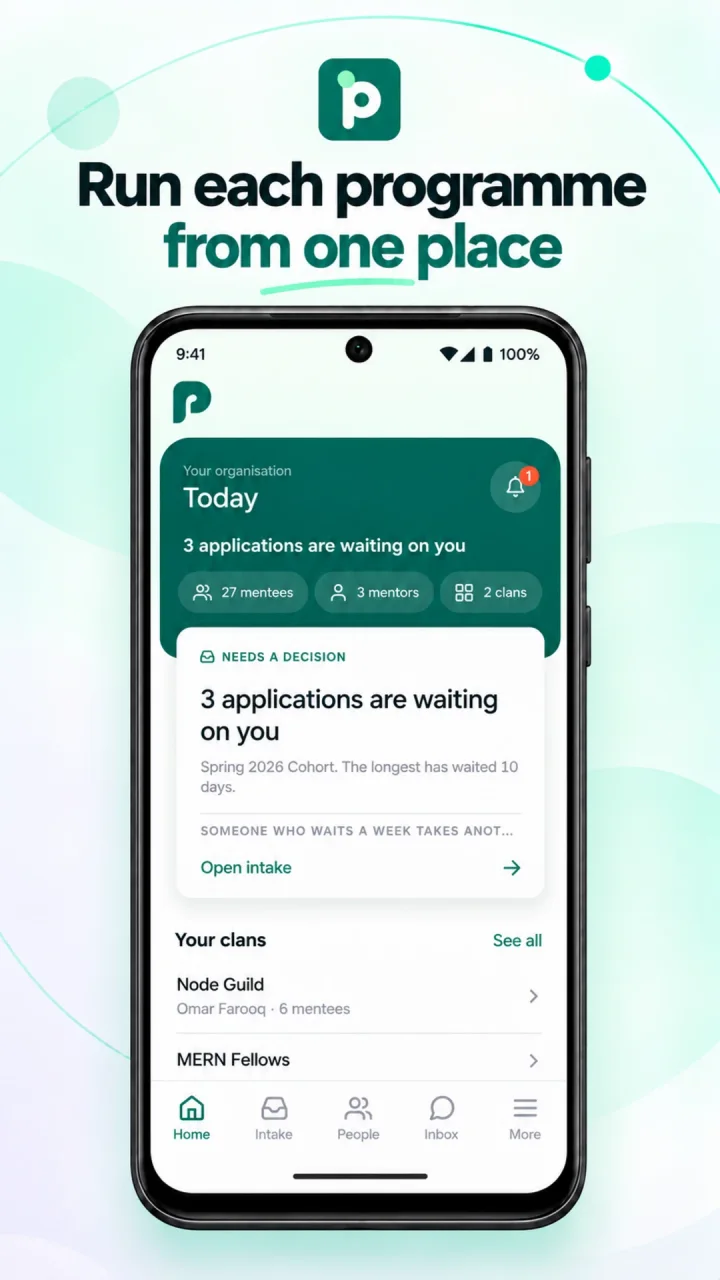 p
Run each programme
from one place
9:41
100%
P
Your organisation
Today
1
3 applications are waiting on you
27 mentees
3 mentors
2 clans
NEEDS A DECISION
3 applications are waiting
on you
Spring 2026 Cohort. The longest has waited 10
days.
SOMEONE WHO WAITS A WEEK TAKES ANOT...
Open intake
Your clans
See all
Node Guild
Omar Farooq · 6 mentees
MERN Fellows
Home
Intake
People
Inbox
More